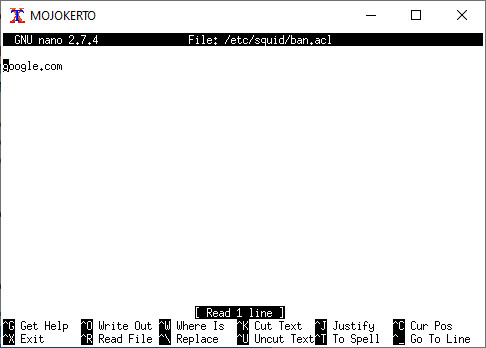 MOJOKERTO
GNU nano 2.7.4 File: /etc/squid/ban.acl
google.com
[ Read 1 line ]
^G Get Help ^O Write Out ^W Where Is ^K Cut Text ^J Justify ^C Cur Pos
^X Exit ^R Read File ^\ Replace ^U Uncut Text ^T To Spell ^_ Go To Line